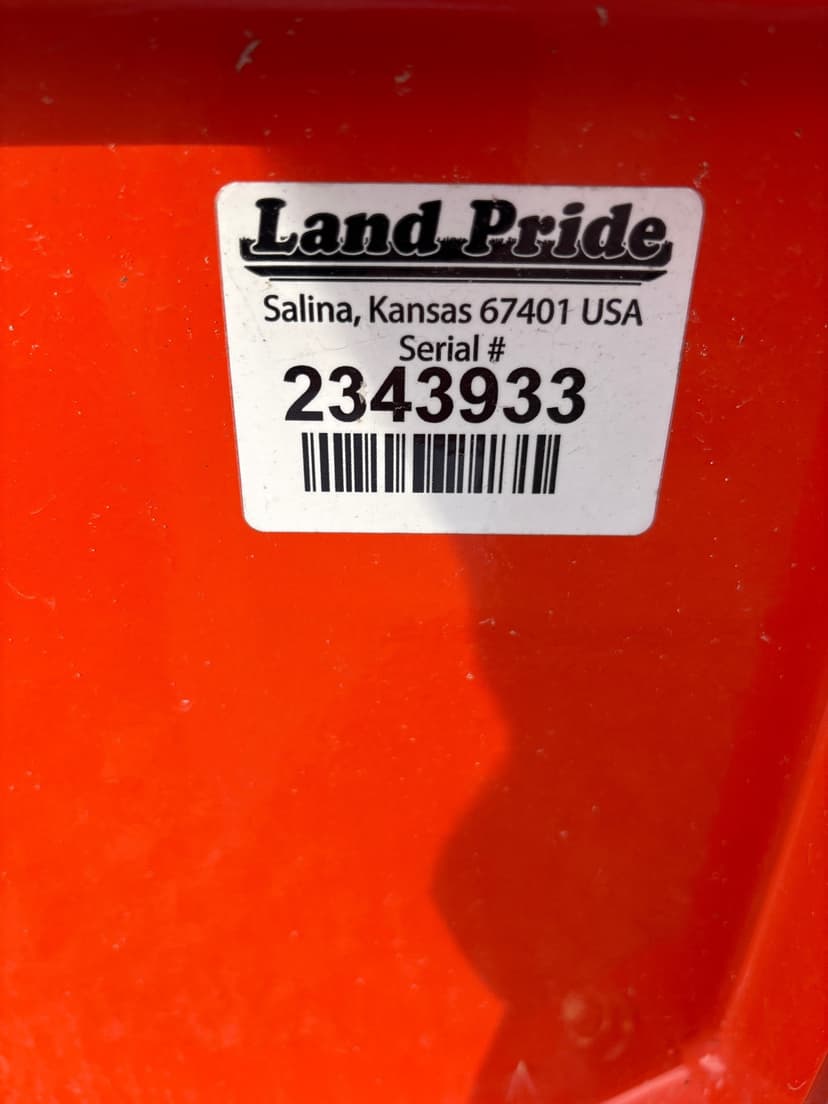 Land Pride
Salina, Kansas 67401 USA
Serial #
2343933